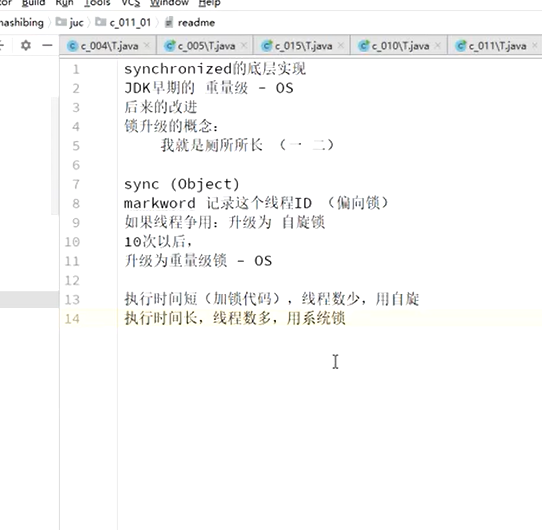 Build Run Tools VCS Window Help
mashibing juc c_011_01 readme
c_004\T.java c_005\T.java c_015\T.java c_010\T.java c_011\T.java
1 synchronized的底层实现
2 JDK早期的 重量级 - OS
3 后来的改进
4 锁升级的概念:
5 我就是厕所所长 （一 二）
6
7 sync (Object)
8 markword 记录这个线程ID （偏向锁）
9 如果线程争用：升级为 自旋锁
10 10次以后，
11 升级为重量级锁 - OS
12
13 执行时间短（加锁代码），线程数少，用自旋
14 执行时间长，线程数多，用系统锁